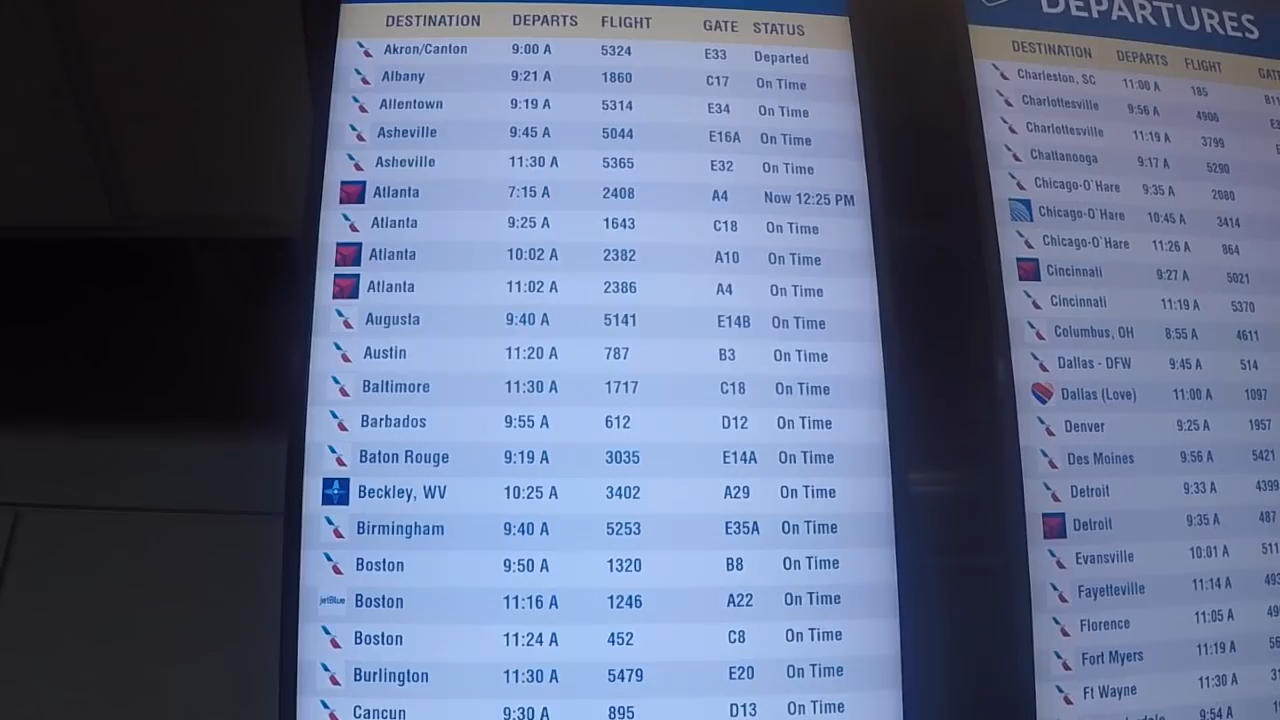 DESTINATION DEPARTS FLIGHT GATE STATUS
Akron/Canton 9:00 A 5324 E33 Departed
Albany 9:21 A 1860 C17 On Time
Allentown 9:19 A 5314 E34 On Time
Asheville 9:45 A 5044 E16A On Time
Asheville 11:30 A 5365 E32 On Time
Atlanta 7:15 A 2408 A4 Now 12:25 PM
Atlanta 9:25 A 1643 C18 On Time
Atlanta 10:02 A 2382 A10 On Time
Atlanta 11:02 A 2386 A4 On Time
Augusta 9:40 A 5141 E14B On Time
Austin 11:20 A 787 B3 On Time
Baltimore 11:30 A 1717 C18 On Time
Barbados 9:55 A 612 D12 On Time
Baton Rouge 9:19 A 3035 E14A On Time
Beckley, WV 10:25 A 3402 A29 On Time
Birmingham 9:40 A 5253 E35A On Time
Boston 9:50 A 1320 B8 On Time
jetBlue Boston 11:16 A 1246 A22 On Time
Boston 11:24 A 452 C8 On Time
Burlington 11:30 A 5479 E20 On Time
Cancun 9:30 A 895 D13 On Time
DEPARTURES
DESTINATION DEPARTS FLIGHT GAT
Charleston, SC 11:00 A 185 B11
Charlottesville 9:56 A 4906
Charlottesville 11:19 A 3799
Chattanooga 9:17 A 5290
Chicago-O'Hare 9:35 A 2080
Chicago-O'Hare 10:45 A 3414
Chicago-O'Hare 11:26 A 864
Cincinnati 9:27 A 5021
Cincinnati 11:19 A 5370
Columbus, OH 8:55 A 4611
Dallas - DFW 9:45 A 514
Dallas (Love) 11:00 A 1097
Denver 9:25 A 1957
Des Moines 9:56 A 5421
Detroit 9:33 A 4399
Detroit 9:35 A 487
Evansville 10:01 A 511
Fayetteville 11:14 A 493
Florence 11:05 A 49
Fort Myers 11:19 A 56
Ft Wayne 11:30 A 31
9:54 A